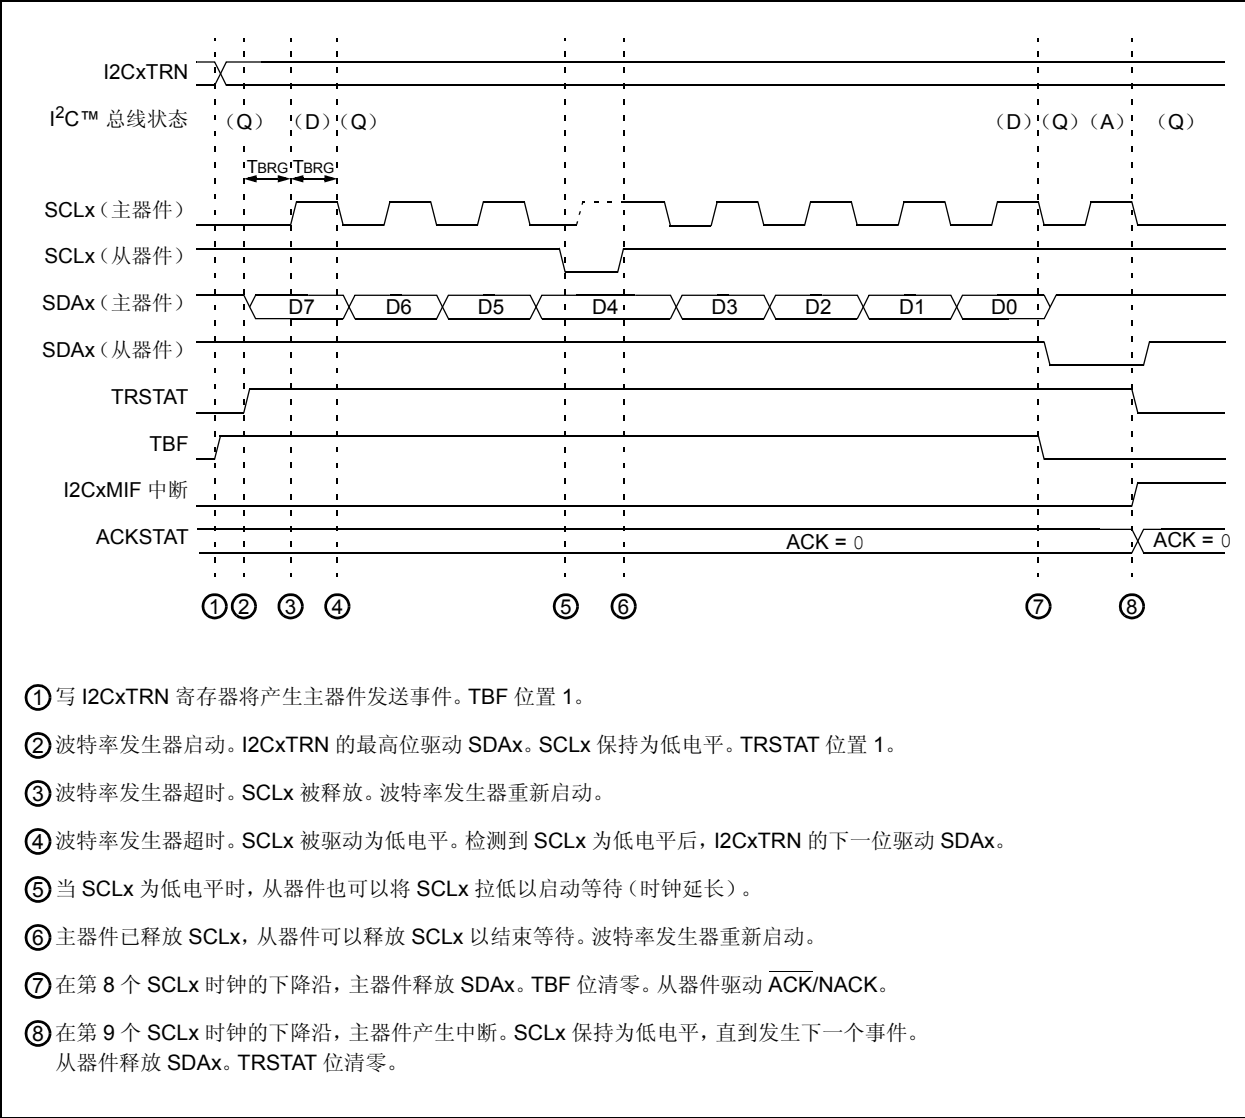 I2CxTRN
I²C™ 总线状态 （Q） （D） （Q） （D） （Q） （A） （Q）
TBRG TBRG
SCLx（主器件）
SCLx（从器件）
SDAx（主器件） D7 D6 D5 D4 D3 D2 D1 D0
SDAx（从器件）
TRSTAT
TBF
I2CxMIF 中断
ACKSTAT ACK = 0 ACK = 0
① ② ③ ④ ⑤ ⑥ ⑦ ⑧
① 写 I2CxTRN 寄存器将产生主器件发送事件。TBF 位置 1。
② 波特率发生器启动。I2CxTRN 的最高位驱动 SDAx。SCLx 保持为低电平。TRSTAT 位置 1。
③ 波特率发生器超时。SCLx 被释放。波特率发生器重新启动。
④ 波特率发生器超时。SCLx 被驱动为低电平。检测到 SCLx 为低电平后，I2CxTRN 的下一位驱动 SDAx。
⑤ 当 SCLx 为低电平时，从器件也可以将 SCLx 拉低以启动等待（时钟延长）。
⑥ 主器件已释放 SCLx，从器件可以释放 SCLx 以结束等待。波特率发生器重新启动。
⑦ 在第 8 个 SCLx 时钟的下降沿，主器件释放 SDAx。TBF 位清零。从器件驱动 A̅C̅K̅/NACK。
⑧ 在第 9 个 SCLx 时钟的下降沿，主器件产生中断。SCLx 保持为低电平，直到发生下一个事件。
从器件释放 SDAx。TRSTAT 位清零。